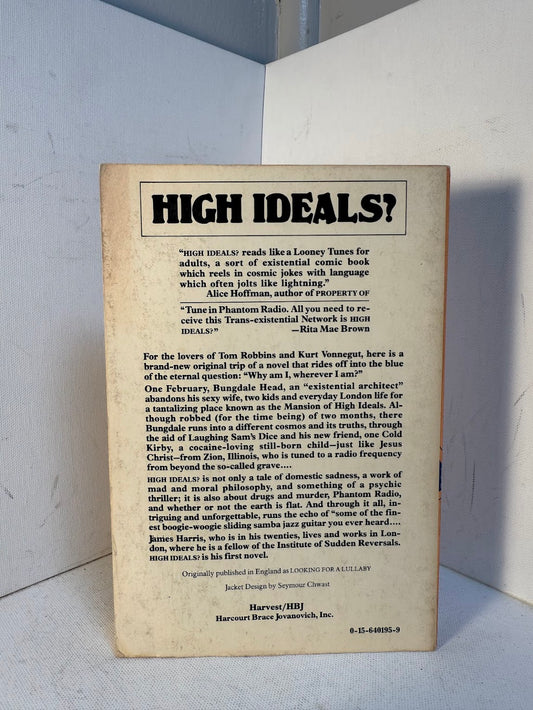 HIGH IDEALS?
“HIGH IDEALS? reads like a Looney Tunes for
adults, a sort of existential comic book
which reels in cosmic jokes with language
which often jolts like lightning.”
Alice Hoffman, author of PROPERTY OF
“Tune in Phantom Radio. All you need to re-
ceive this Trans-existential Network is HIGH
IDEALS?” —Rita Mae Brown
For the lovers of Tom Robbins and Kurt Vonnegut, here is a
brand-new original trip of a novel that rides off into the blue
of the eternal question: “Why am I, wherever I am?”
One February, Bungdale Head, an “existential architect”
abandons his sexy wife, two kids and everyday London life for
a tantalizing place known as the Mansion of High Ideals. Al-
though robbed (for the time being) of two months, there
Bungdale runs into a different cosmos and its truths, through
the aid of Laughing Sam’s Dice and his new friend, one Cold
Kirby, a cocaine-loving still-born child—just like Jesus
Christ—from Zion, Illinois, who is tuned to a radio frequency
from beyond the so-called grave....
HIGH IDEALS? is not only a tale of domestic sadness, a work of
mad and moral philosophy, and something of a psychic
thriller; it is also about drugs and murder, Phantom Radio,
and whether or not the earth is flat. And through it all, in-
triguing and unforgettable, runs the echo of “some of the fin-
est boogie-woogie sliding samba jazz guitar you ever heard....
James Harris, who is in his twenties, lives and works in Lon-
don, where he is a fellow of the Institute of Sudden Reversals.
HIGH IDEALS? is his first novel.
Originally published in England as LOOKING FOR A LULLABY
Jacket Design by Seymour Chwast
Harvest/HBJ
Harcourt Brace Jovanovich, Inc.
0-15-640195-9